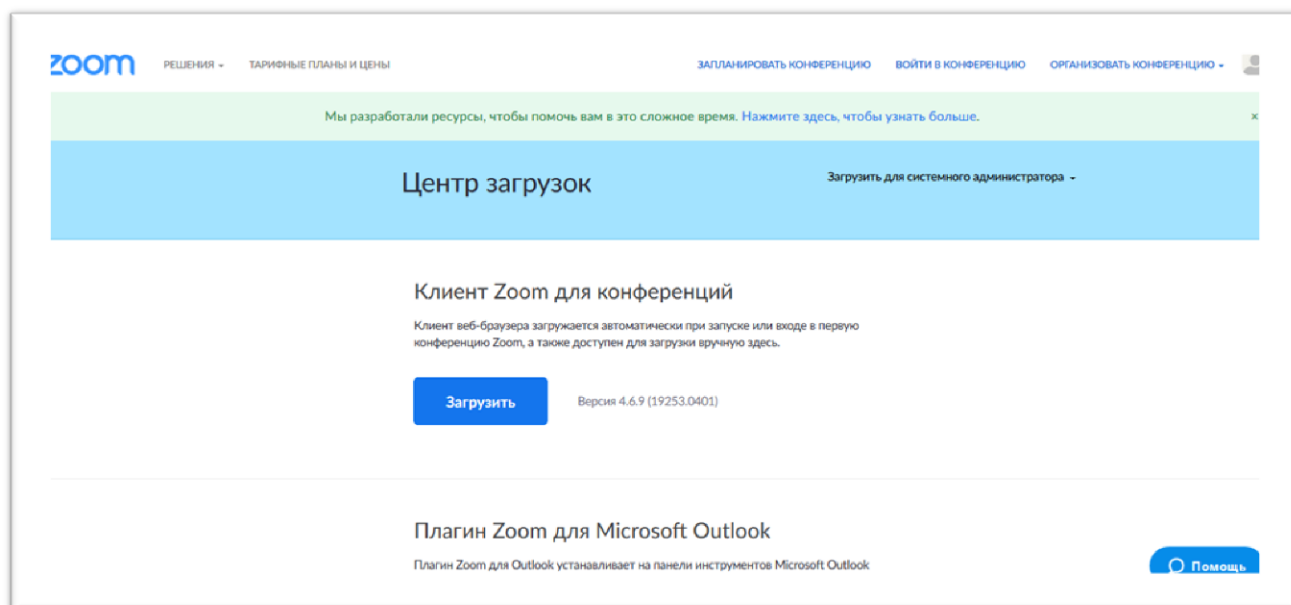 zoom РЕШЕНИЯ ТАРИФНЫЕ ПЛАНЫ И ЦЕНЫ ЗАПЛАНИРОВАТЬ КОНФЕРЕНЦИЮ ВОЙТИ В КОНФЕРЕНЦИЮ ОРГАНИЗОВАТЬ КОНФЕРЕНЦИЮ
Мы разработали ресурсы, чтобы помочь вам в это сложное время. Нажмите здесь, чтобы узнать больше. x
Центр загрузок Загрузить для системного администратора
Клиент Zoom для конференций
Клиент веб-браузера загружается автоматически при запуске или входе в первую
конференцию Zoom, а также доступен для загрузки вручную здесь.
Загрузить Версия 4.6.9 (19253.0401)
Плагин Zoom для Microsoft Outlook
Плагин Zoom для Outlook устанавливает на панели инструментов Microsoft Outlook
Помощь